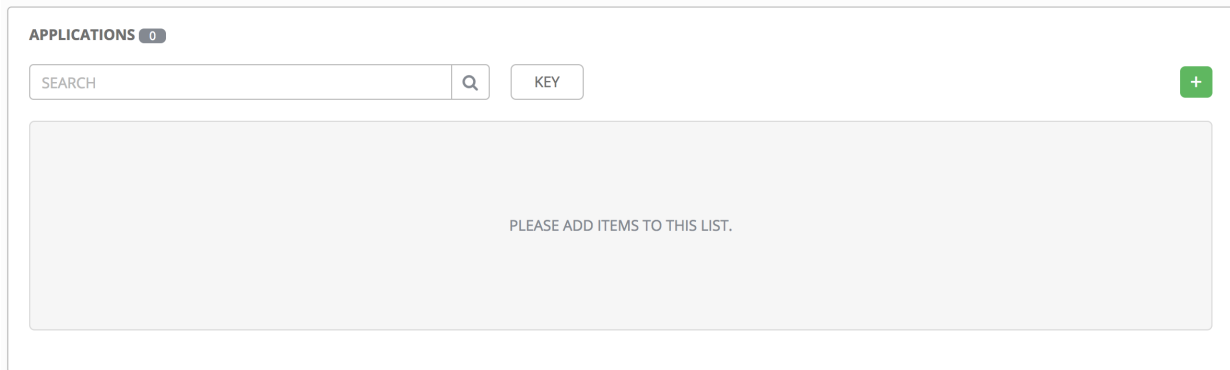 APPLICATIONS 0
SEARCH KEY +
PLEASE ADD ITEMS TO THIS LIST.